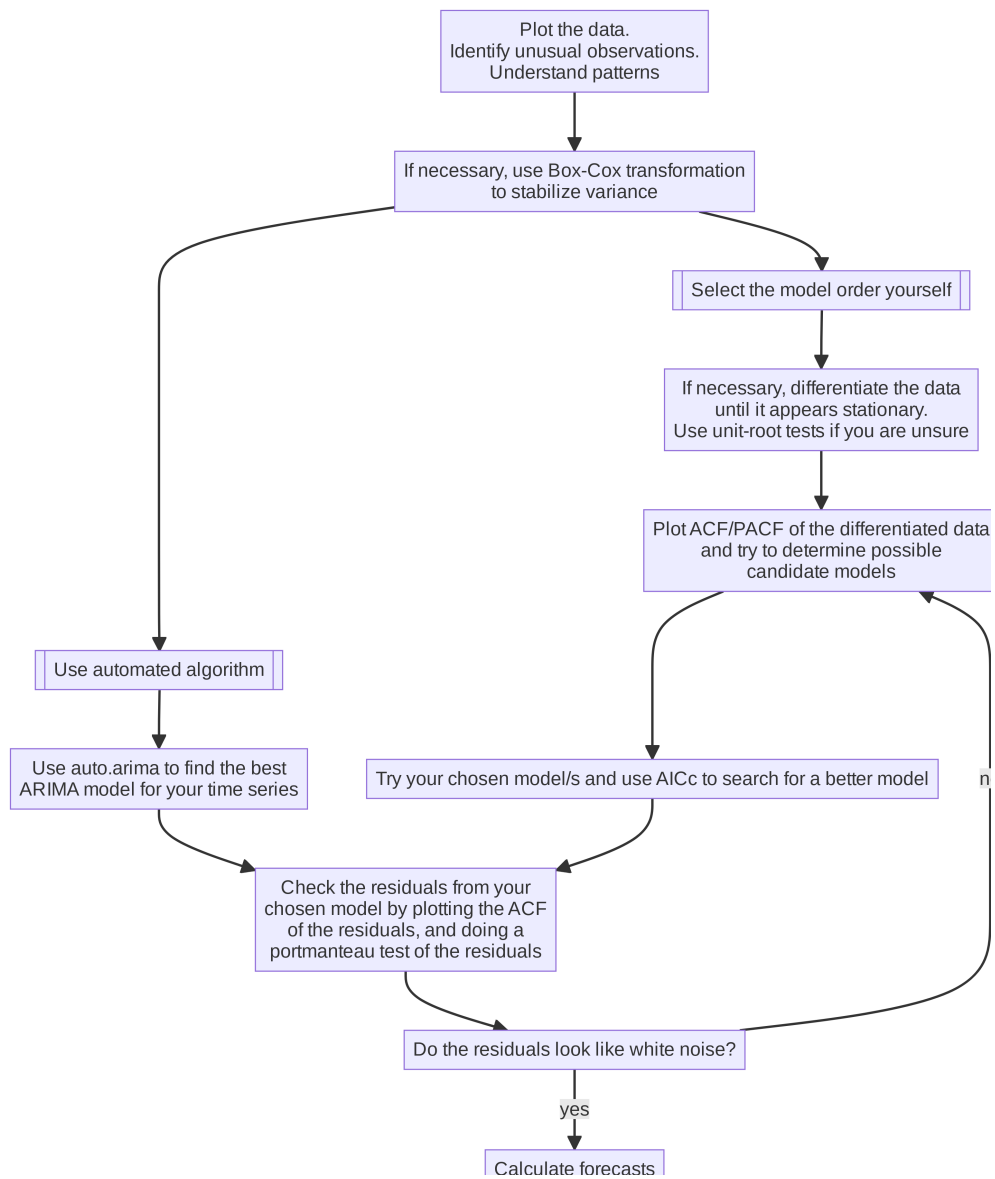 Plot the data.
Identify unusual observations.
Understand patterns
If necessary, use Box-Cox transformation
to stabilize variance
Select the model order yourself
If necessary, differentiate the data
until it appears stationary.
Use unit-root tests if you are unsure
Plot ACF/PACF of the differentiated data
and try to determine possible
candidate models
Use automated algorithm
Use auto.arima to find the best
ARIMA model for your time series
Try your chosen model/s and use AICc to search for a better model
n
Check the residuals from your
chosen model by plotting the ACF
of the residuals, and doing a
portmanteau test of the residuals
Do the residuals look like white noise?
yes
Calculate forecasts